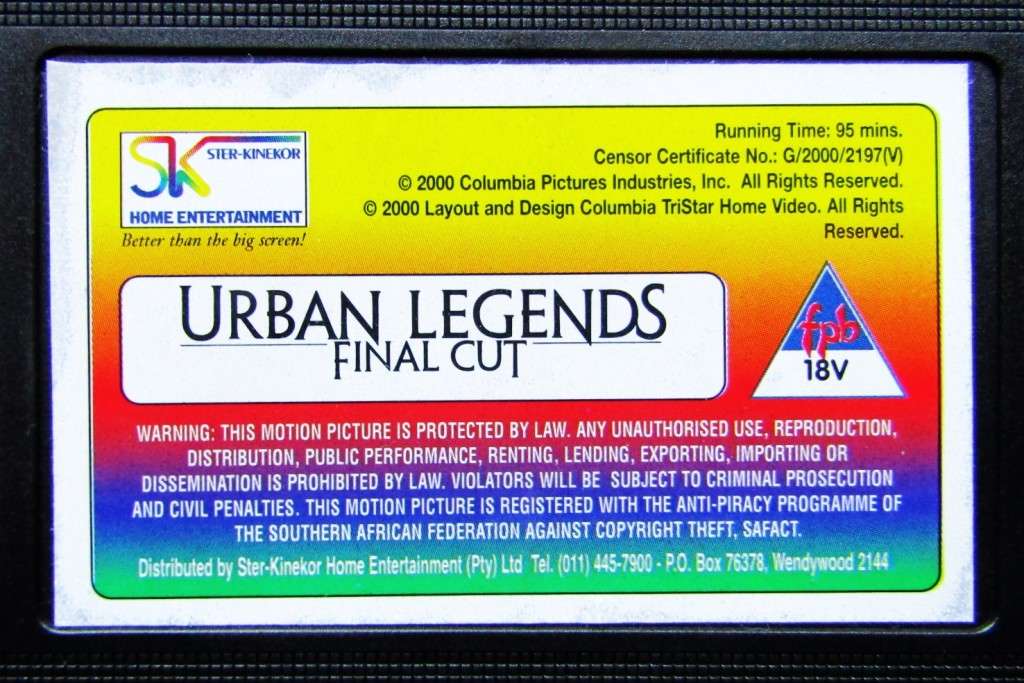 SK STER-KINEKOR
HOME ENTERTAINMENT
Better than the big screen!
Running Time: 95 mins.
Censor Certificate No.: G/2000/2197(V)
© 2000 Columbia Pictures Industries, Inc. All Rights Reserved.
© 2000 Layout and Design Columbia TriStar Home Video. All Rights
Reserved.
URBAN LEGENDS
FINAL CUT
fpb
18V
WARNING: THIS MOTION PICTURE IS PROTECTED BY LAW. ANY UNAUTHORISED USE, REPRODUCTION,
DISTRIBUTION, PUBLIC PERFORMANCE, RENTING, LENDING, EXPORTING, IMPORTING OR
DISSEMINATION IS PROHIBITED BY LAW. VIOLATORS WILL BE SUBJECT TO CRIMINAL PROSECUTION
AND CIVIL PENALTIES. THIS MOTION PICTURE IS REGISTERED WITH THE ANTI-PIRACY PROGRAMME OF
THE SOUTHERN AFRICAN FEDERATION AGAINST COPYRIGHT THEFT, SAFACT.
Distributed by Ster-Kinekor Home Entertainment (Pty) Ltd Tel. (011) 445-7900 - P.O. Box 76378, Wendywood 2144